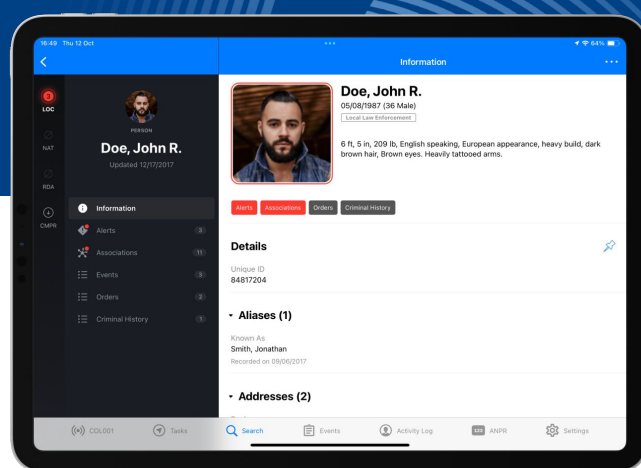 16:49 Thu 12 Oct
64%
Information
3
LOC
NAT
RDA
CMPR
PERSON
Doe, John R.
Updated 12/17/2017
Information
Alerts 3
Associations 11
Events 3
Orders 2
Criminal History 1
Doe, John R.
05/08/1987 (36 Male)
Local Law Enforcement
6 ft, 5 in, 209 lb, English speaking, European appearance, heavy build, dark
brown hair, Brown eyes. Heavily tattooed arms.
Alerts Associations Orders Criminal History
Details
Unique ID
84817204
Aliases (1)
Known As
Smith, Jonathan
Recorded on 09/06/2017
Addresses (2)
COL001 Tasks Search Events Activity Log 123 ANPR Settings